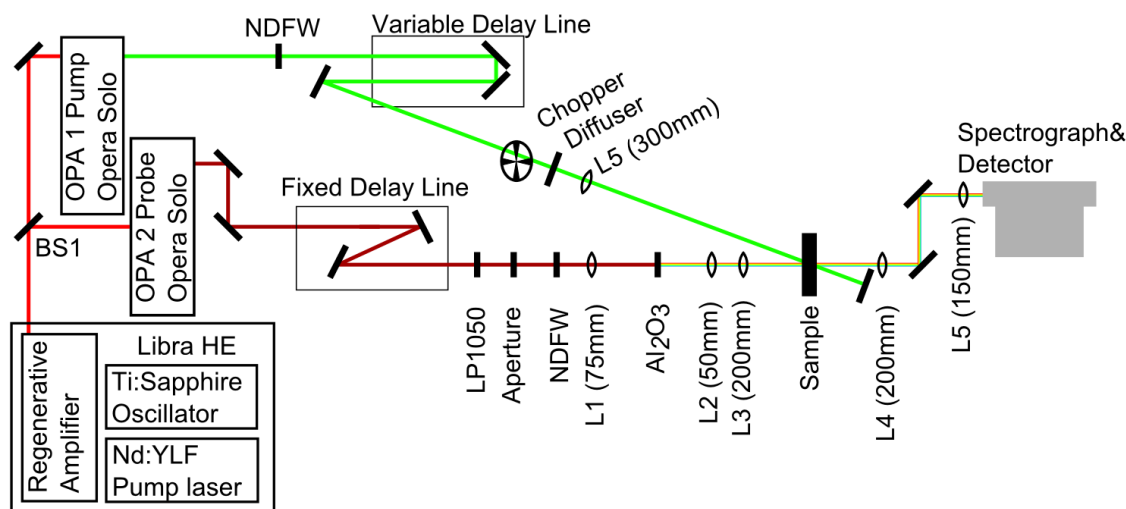 NDFW
Variable Delay Line
OPA 1 Pump
Opera Solo
OPA 2 Probe
Opera Solo
BS1
Fixed Delay Line
Chopper
Diffuser
L5 (300mm)
Spectrograph&
Detector
LP1050
Aperture
NDFW
L1 (75mm)
Al2O3
L2 (50mm)
L3 (200mm)
Sample
L4 (200mm)
L5 (150mm)
Libra HE
Regenerative
Amplifier
Ti:Sapphire
Oscillator
Nd:YLF
Pump laser